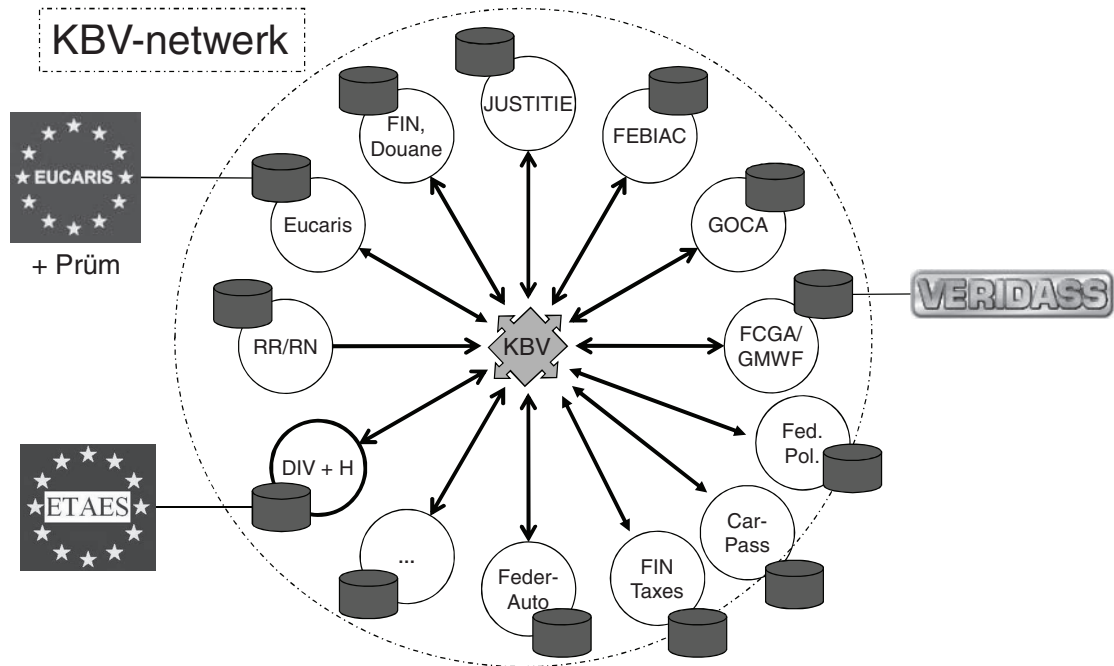 KBV-netwerk
JUSTITIE
FIN,
Douane
FEBIAC
EUCARIS
+ Prüm
Eucaris
GOCA
VERIDASS
RR/RN
KBV
FCGA/
GMWF
DIV + H
Fed.
Pol.
ETAES
Car-
Pass
...
Feder-
Auto
FIN
Taxes